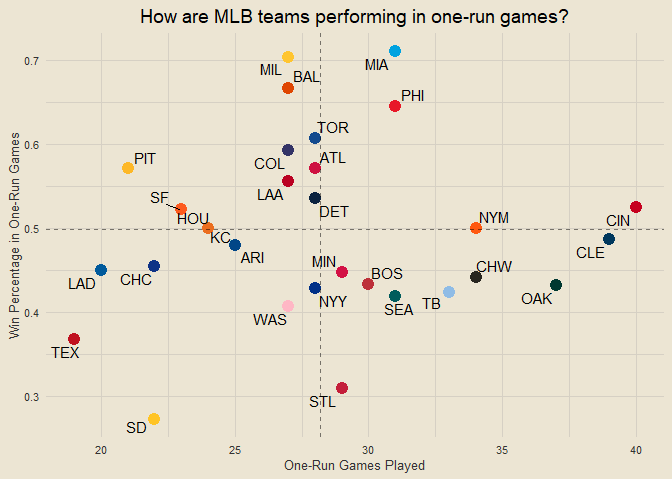 How are MLB teams performing in one-run games?
Win Percentage in One-Run Games
0.7
0.6
0.5
0.4
0.3
MIL
MIA
BAL
PHI
TOR
COL
ATL
PIT
LAA
SF
DET
HOU
NYM
CIN
KC
ARI
CLE
MIN
BOS
CHW
LAD
CHC
WAS
NYY
SEA
TB
OAK
TEX
STL
SD
20
25
30
35
40
One-Run Games Played